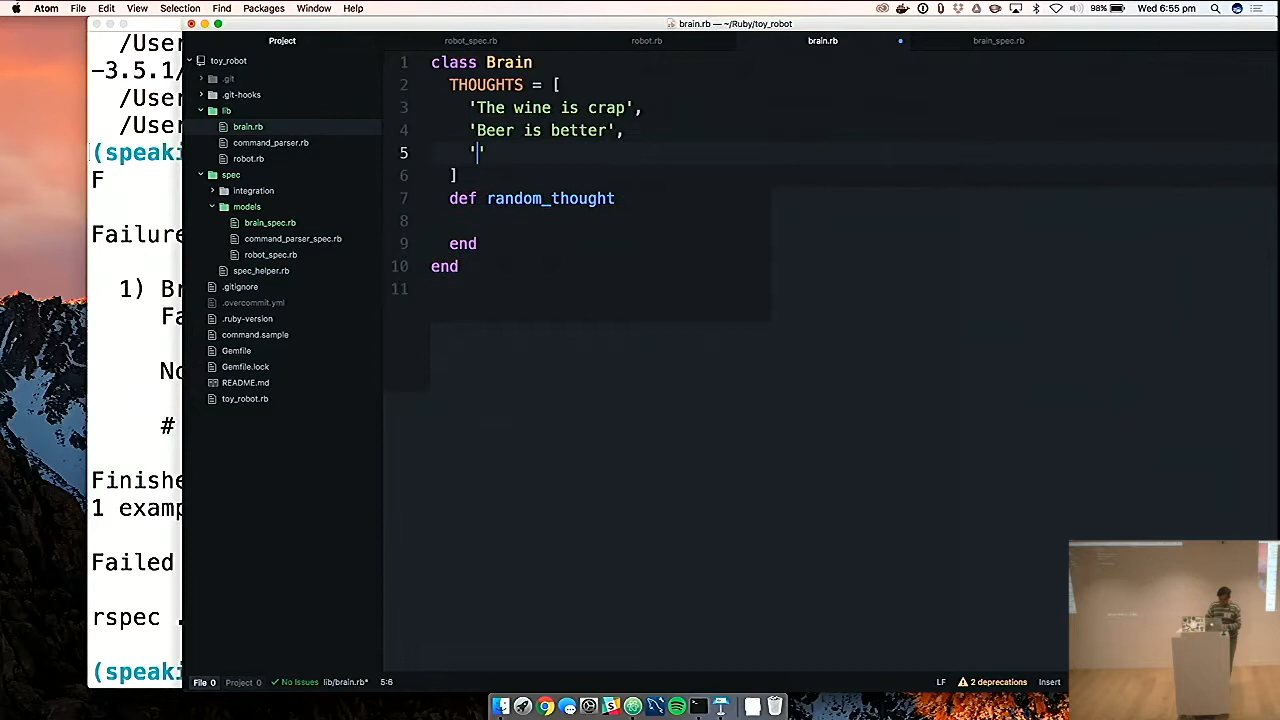 Atom File Edit View Selection Find Packages Window Help
98% Wed 6:55 pm
brain.rb — ~/Ruby/toy_robot
/User
-3.5.1/
/User
/User
(speaki
F
Failure
1) Br
Fa
No
#
Finishe
1 examp
Failed
rspec .
(speaki
Project
toy_robot
.git
.git-hooks
lib
brain.rb
command_parser.rb
robot.rb
spec
integration
models
brain_spec.rb
command_parser_spec.rb
robot_spec.rb
spec_helper.rb
.gitignore
.overcommit.yml
.ruby-version
command.sample
Gemfile
Gemfile.lock
README.md
toy_robot.rb
robot_spec.rb robot.rb brain.rb brain_spec.rb
1 class Brain
2 THOUGHTS = [
3 'The wine is crap',
4 'Beer is better',
5 ''
6 ]
7 def random_thought
8
9 end
10 end
11
File 0 Project 0 No Issues lib/brain.rb* 5:6 LF 2 deprecations Insert